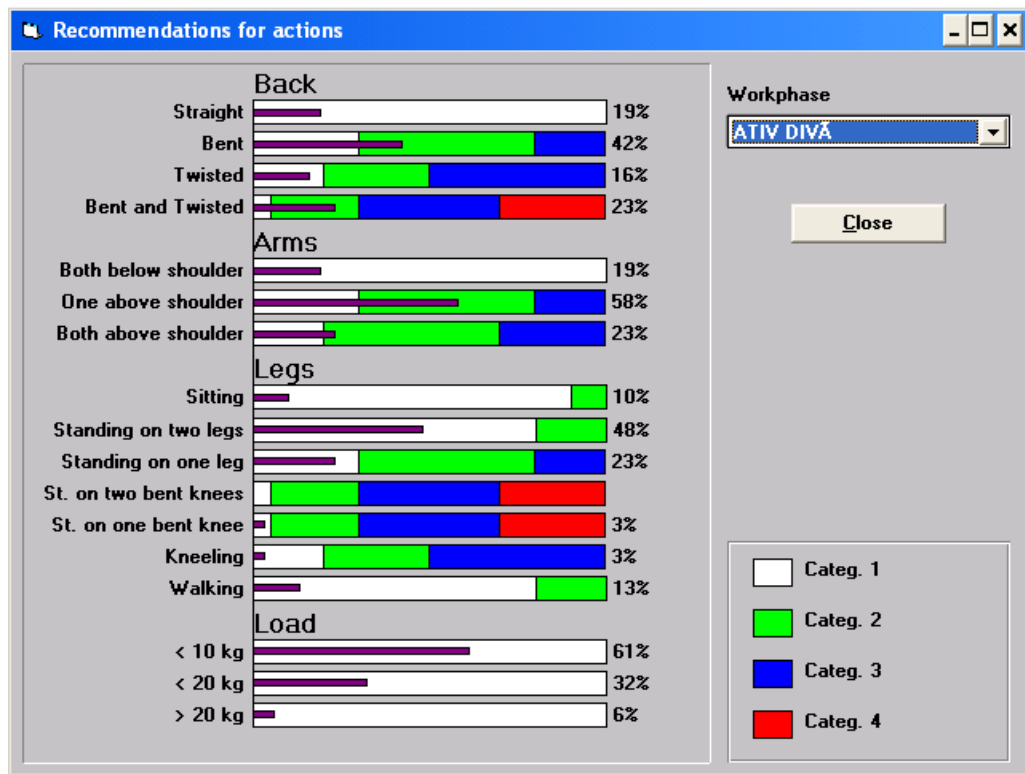 Recommendations for actions
Back
Straight 19%
Bent 42%
Twisted 16%
Bent and Twisted 23%
Arms
Both below shoulder 19%
One above shoulder 58%
Both above shoulder 23%
Legs
Sitting 10%
Standing on two legs 48%
Standing on one leg 23%
St. on two bent knees
St. on one bent knee 3%
Kneeling 3%
Walking 13%
Load
< 10 kg 61%
< 20 kg 32%
> 20 kg 6%
Workphase
ATIV DIVÃ
Close
Categ. 1
Categ. 2
Categ. 3
Categ. 4